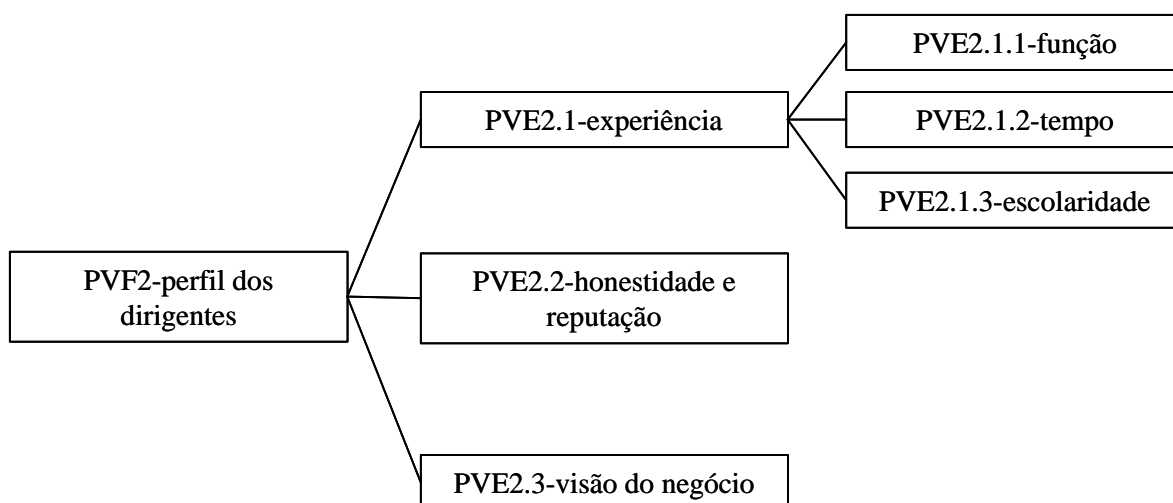 PVE2.1.1-função
PVE2.1-experiência
PVE2.1.2-tempo
PVE2.1.3-escolaridade
PVF2-perfil dos
dirigentes
PVE2.2-honestidade e
reputação
PVE2.3-visão do negócio